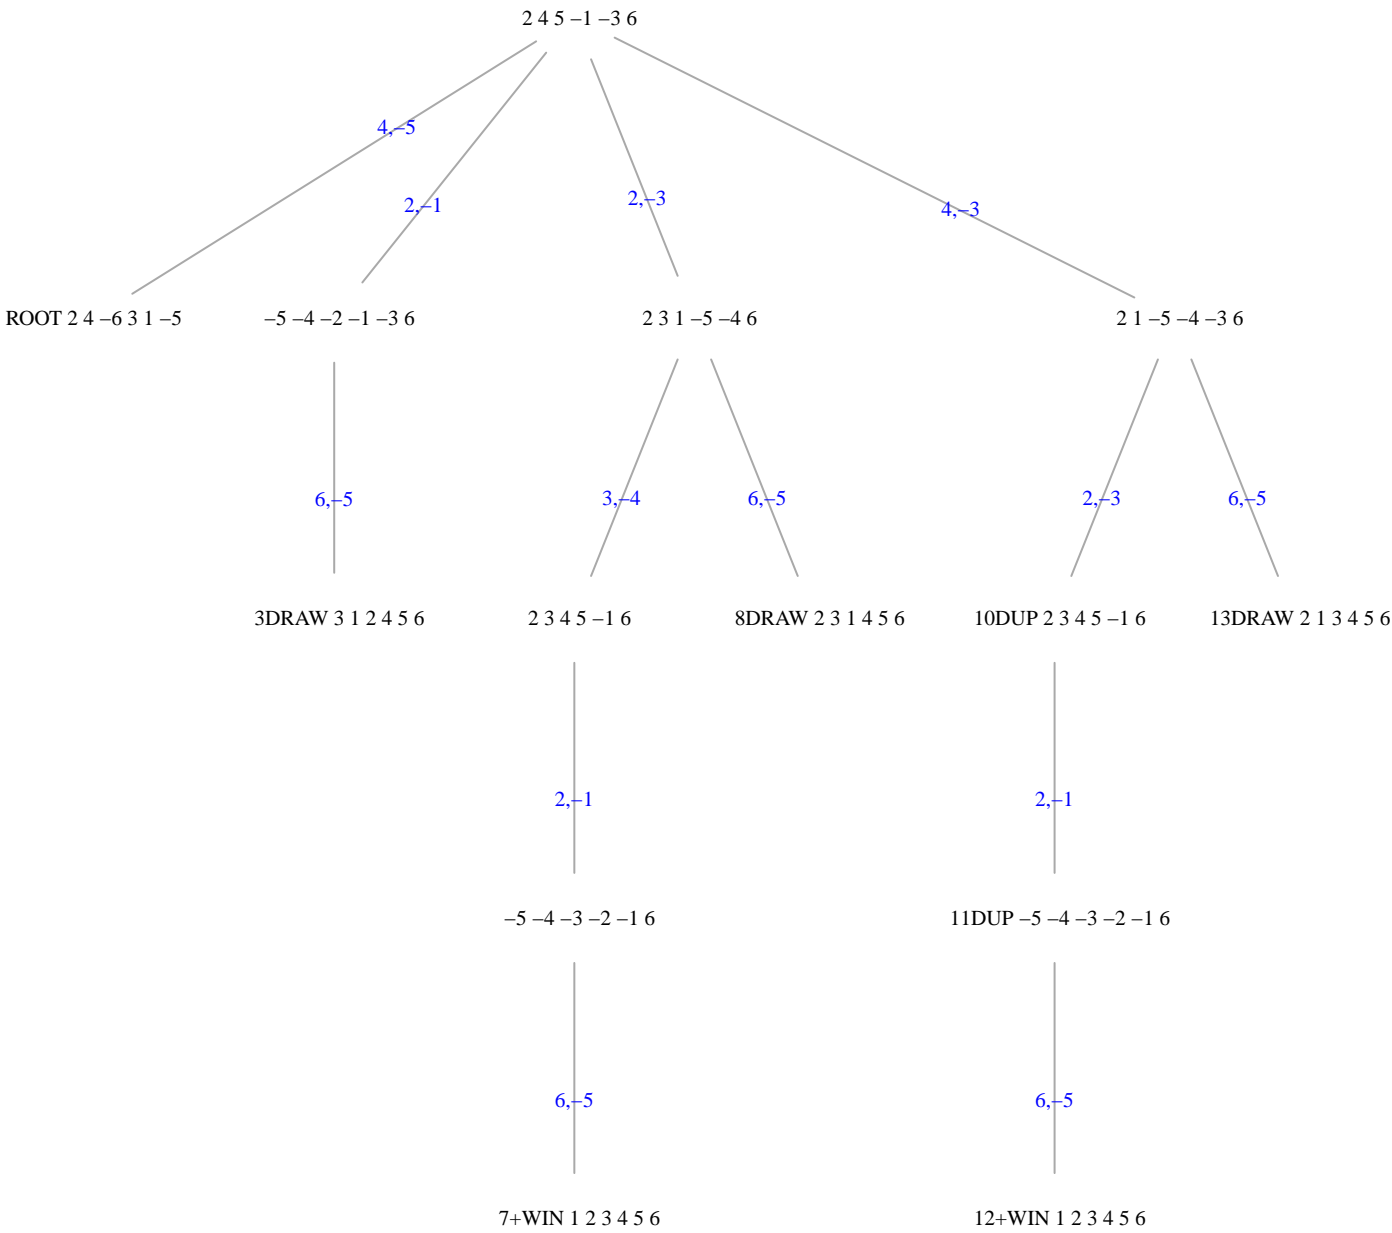 2 4 5 –1 –3 6
4,–5
2,–3
2,–1
4,–3
ROOT 2 4 –6 3 1 –5
–5 –4 –2 –1 –3 6
2 3 1 –5 –4 6
2 1 –5 –4 –3 6
6,–5
3,–4
6,–5
2,–3
6,–5
3DRAW 3 1 2 4 5 6
2 3 4 5 –1 6
8DRAW 2 3 1 4 5 6
10DUP 2 3 4 5 –1 6
13DRAW 2 1 3 4 5 6
2,–1
2,–1
–5 –4 –3 –2 –1 6
11DUP –5 –4 –3 –2 –1 6
6,–5
6,–5
7+WIN 1 2 3 4 5 6
12+WIN 1 2 3 4 5 6